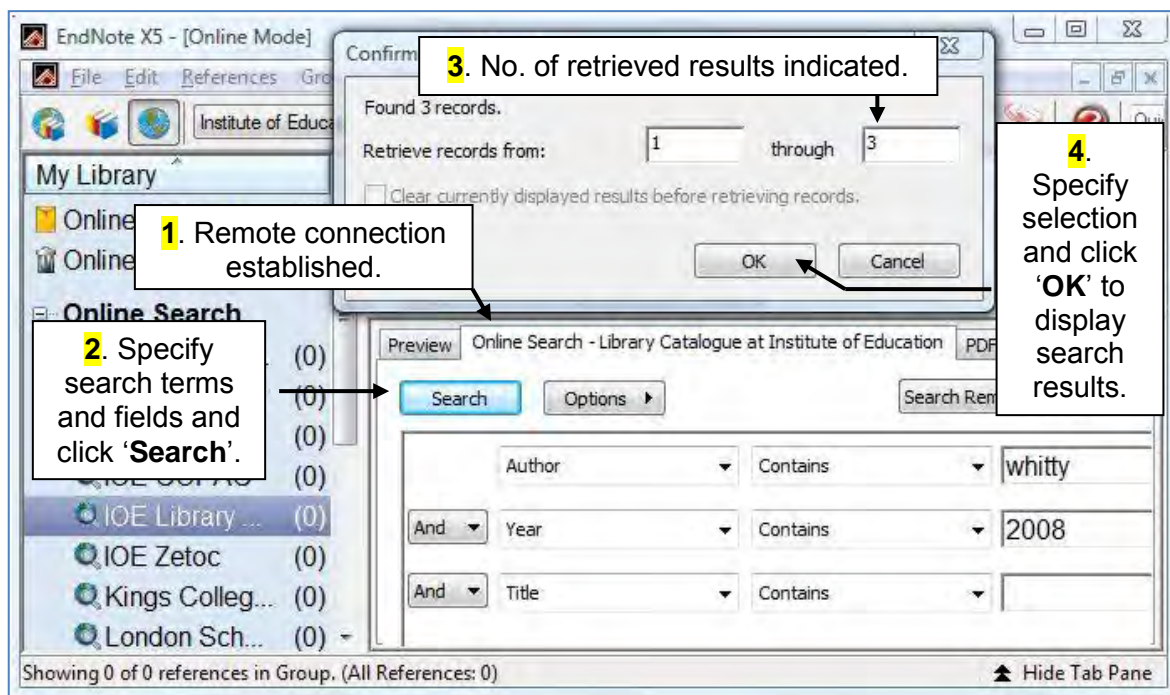 EndNote X5 - [Online Mode]
Confirm
3. No. of retrieved results indicated.
File Edit References
Institute of
Found 3 records.
Retrieve records from: 1 through 3
Clear currently displayed results before retrieving records.
OK Cancel
4.
Specify
selection
and click
‘OK’ to
display
search
results.
My Library
Online
Online
1. Remote connection
established.
Online Search
2. Specify
search terms
and fields and
click ‘Search’.
(0)
(0)
(0)
(0)
IOE Library ... (0)
IOE Zetoc (0)
Kings Colleg... (0)
London Sch... (0)
Preview Online Search - Library Catalogue at Institute of Education PDF
Search Options Search
Author Contains whitty
And Year Contains 2008
And Title Contains
Showing 0 of 0 references in Group. (All References: 0) Hide Tab Pane